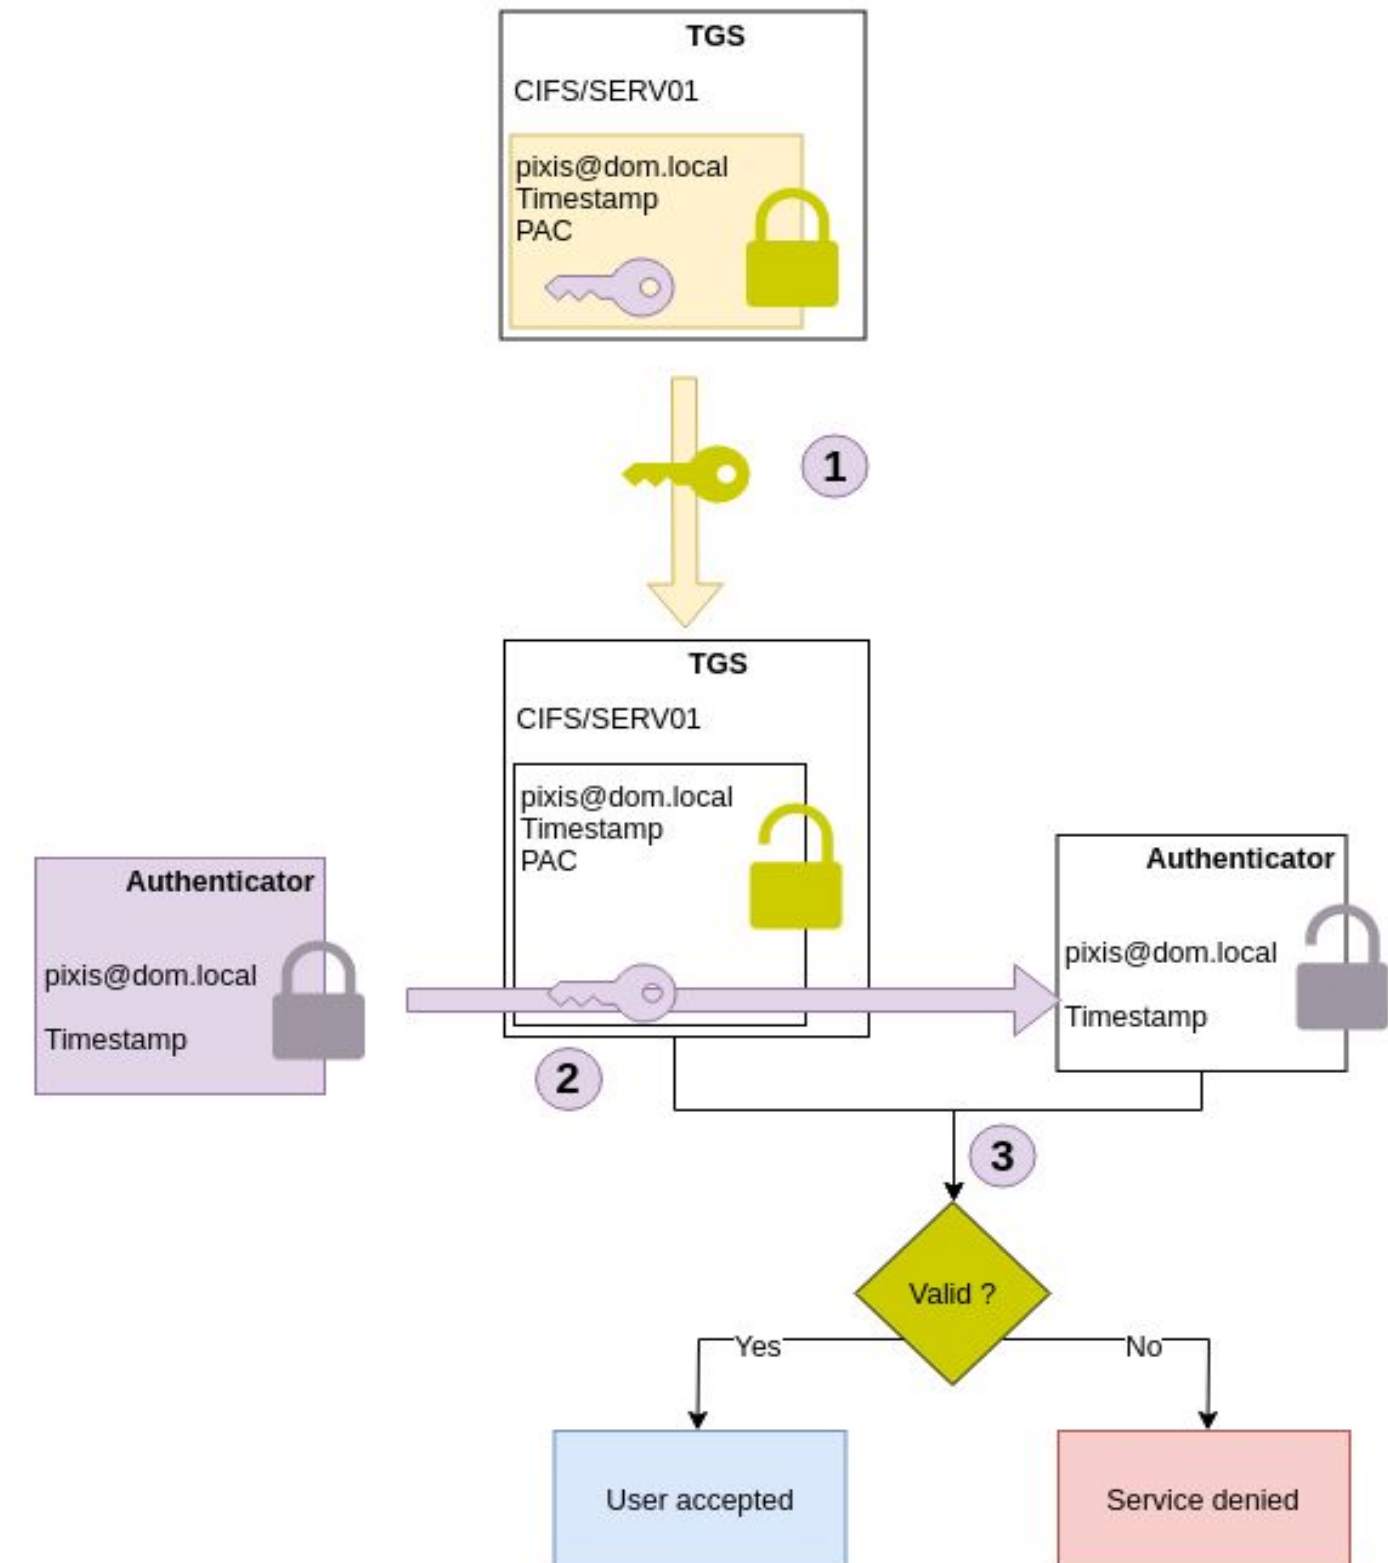 TGS
CIFS/SERV01
pixis@dom.local
Timestamp
PAC
1
TGS
CIFS/SERV01
pixis@dom.local
Timestamp
PAC
Authenticator
pixis@dom.local
Timestamp
Authenticator
pixis@dom.local
Timestamp
2
3
Valid ?
Yes
No
User accepted
Service denied